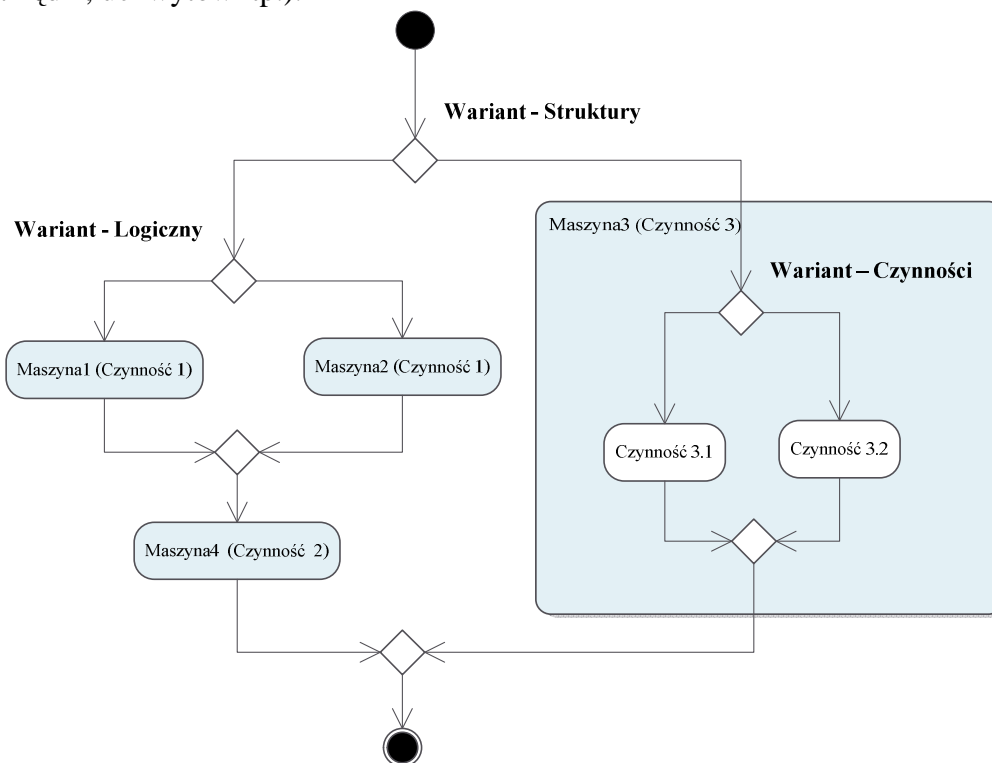 Wariant - Struktury
Wariant - Logiczny
Maszyna3 (Czynność 3)
Wariant – Czynności
Maszyna1 (Czynność 1)
Maszyna2 (Czynność 1)
Czynność 3.1
Czynność 3.2
Maszyna4 (Czynność 2)